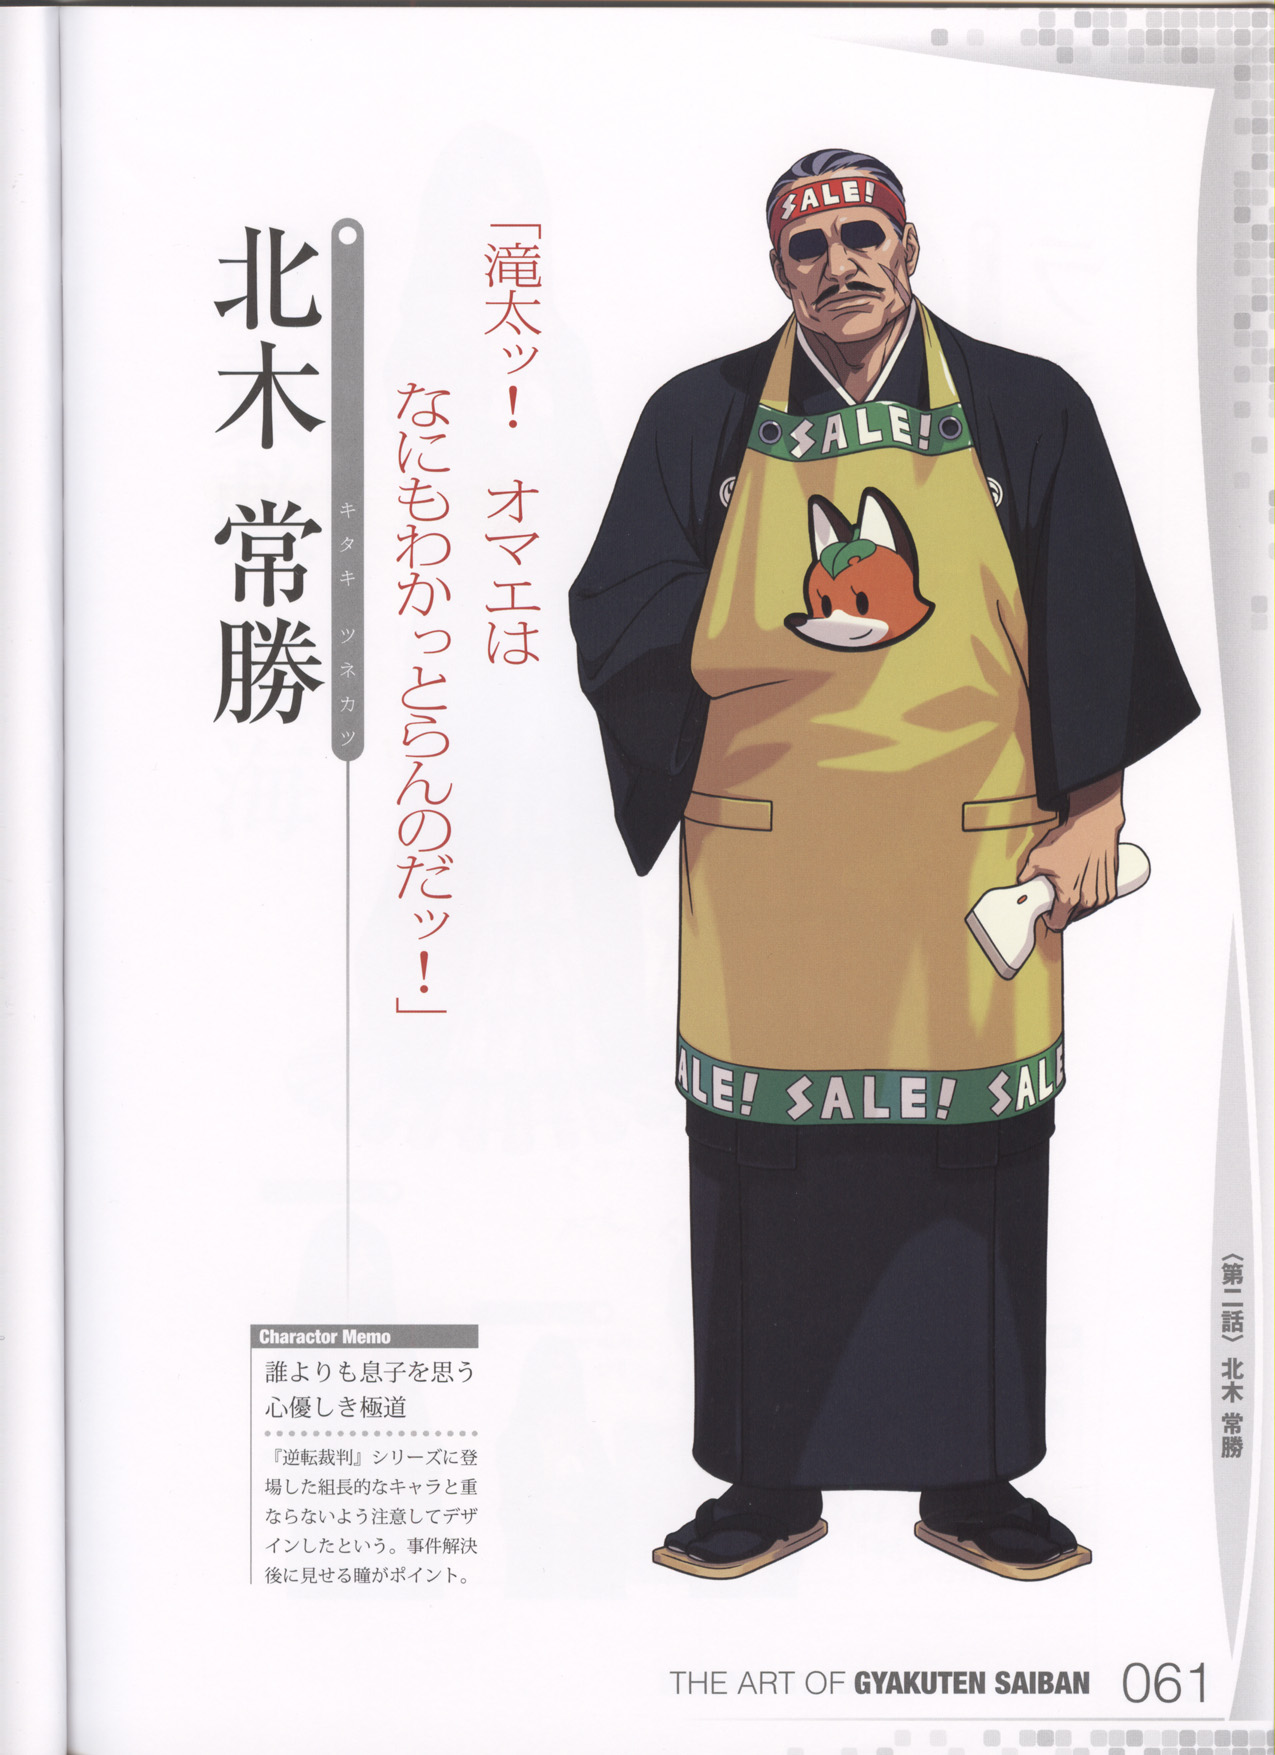 北木 常勝
キタキ ツネカツ
「滝太ッ! オマエは
なにもわかっとらんのだッ!」
SALE!
SALE!
ALE! SALE! SALE
Charactor Memo
誰よりも息子を思う
心優しき極道
『逆転裁判』シリーズに登
場した組長的なキャラと重
ならないよう注意してデザ
インしたという。事件解決
後に見せる瞳がポイント。
〈第二話〉 北木 常勝
THE ART OF GYAKUTEN SAIBAN 061